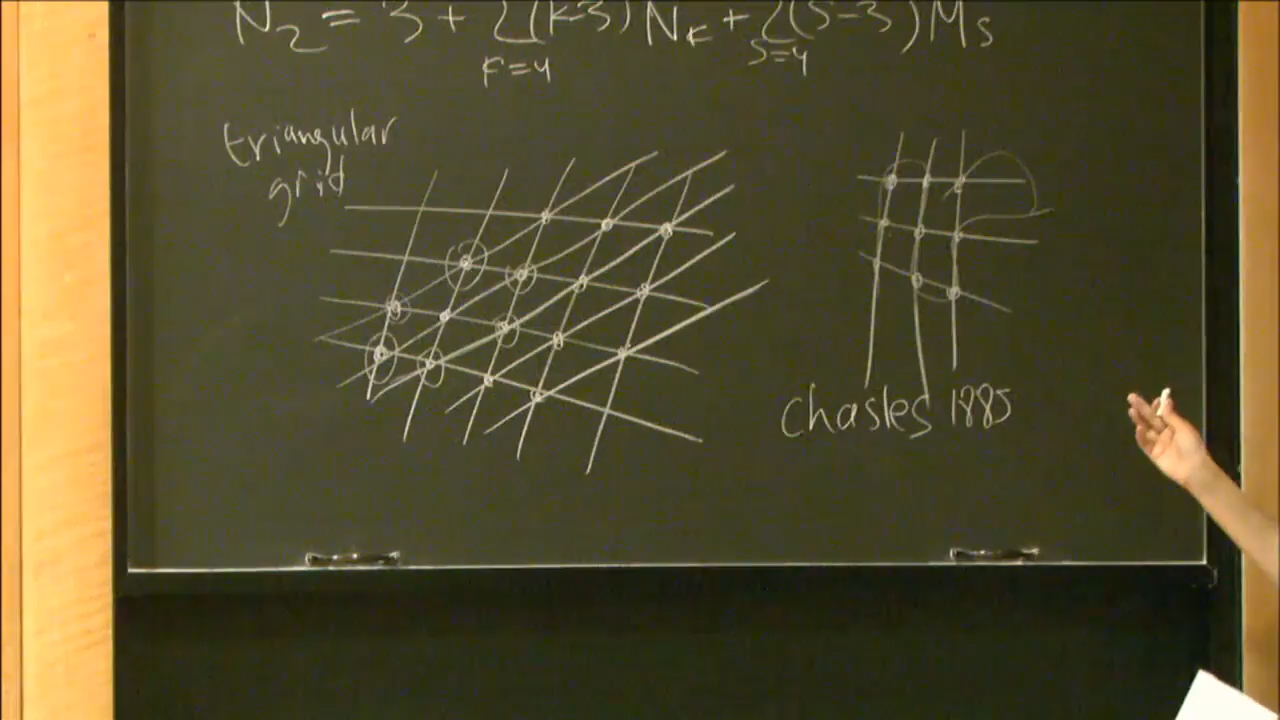 N₂ = 3 + Σ(k-3) Nₖ + Σ(s-3) Mₛ
k=4 s=4
triangular
grid
Chasles 1885